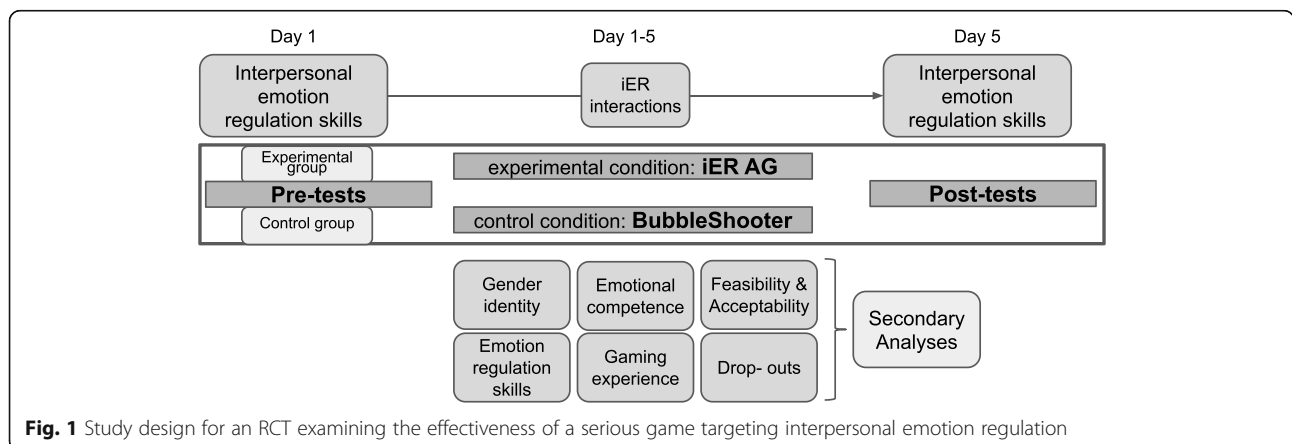 Day 1
Day 1-5
Day 5
Interpersonal
emotion
regulation skills
iER
interactions
Interpersonal
emotion
regulation skills
Experimental
group
Pre-tests
Control group
experimental condition: iER AG
control condition: BubbleShooter
Post-tests
Gender
identity
Emotional
competence
Feasibility &
Acceptability
Emotion
regulation
skills
Gaming
experience
Drop- outs
Secondary
Analyses
Fig. 1 Study design for an RCT examining the effectiveness of a serious game targeting interpersonal emotion regulation